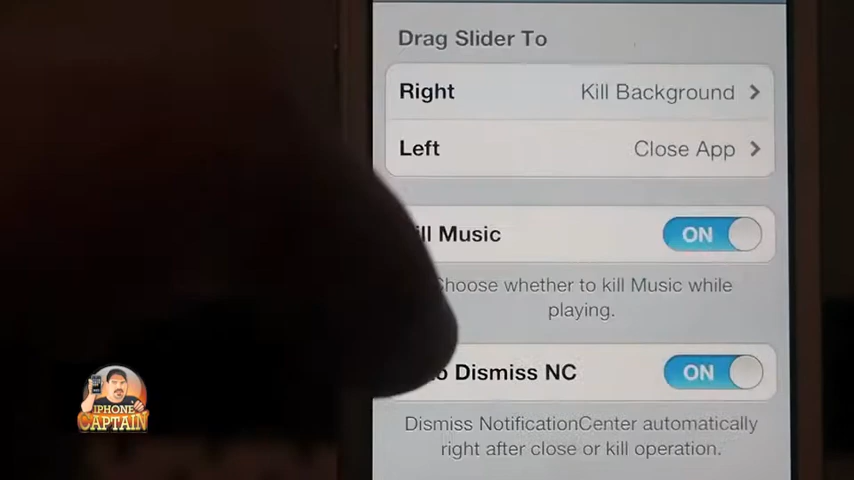 Drag Slider To
Right Kill Background
Left Close App
ill Music ON
Choose whether to kill Music while
playing.
o Dismiss NC ON
Dismiss NotificationCenter automatically
right after close or kill operation.
IPHONE
CAPTAIN